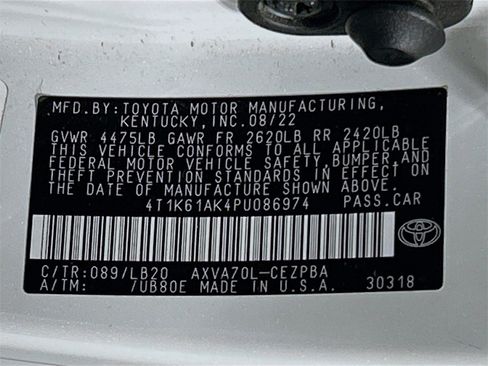 MFD.BY:TOYOTA MOTOR MANUFACTURING,
KENTUCKY,INC.08/22
GVWR 4475LB GAWR FR 2620LB RR 2420LB
THIS VEHICLE CONFORMS TO ALL APPLICABLE
FEDERAL MOTOR VEHICLE SAFETY,BUMPER,AND
THEFT PREVENTION STANDARDS IN EFFECT ON
THE DATE OF MANUFACTURE SHOWN ABOVE.
4T1K61AK4PU086974 PASS.CAR
C/TR:089/LB20 AXVA70L-CEZPBA
A/TM: /UB80E MADE IN U.S.A. 30318